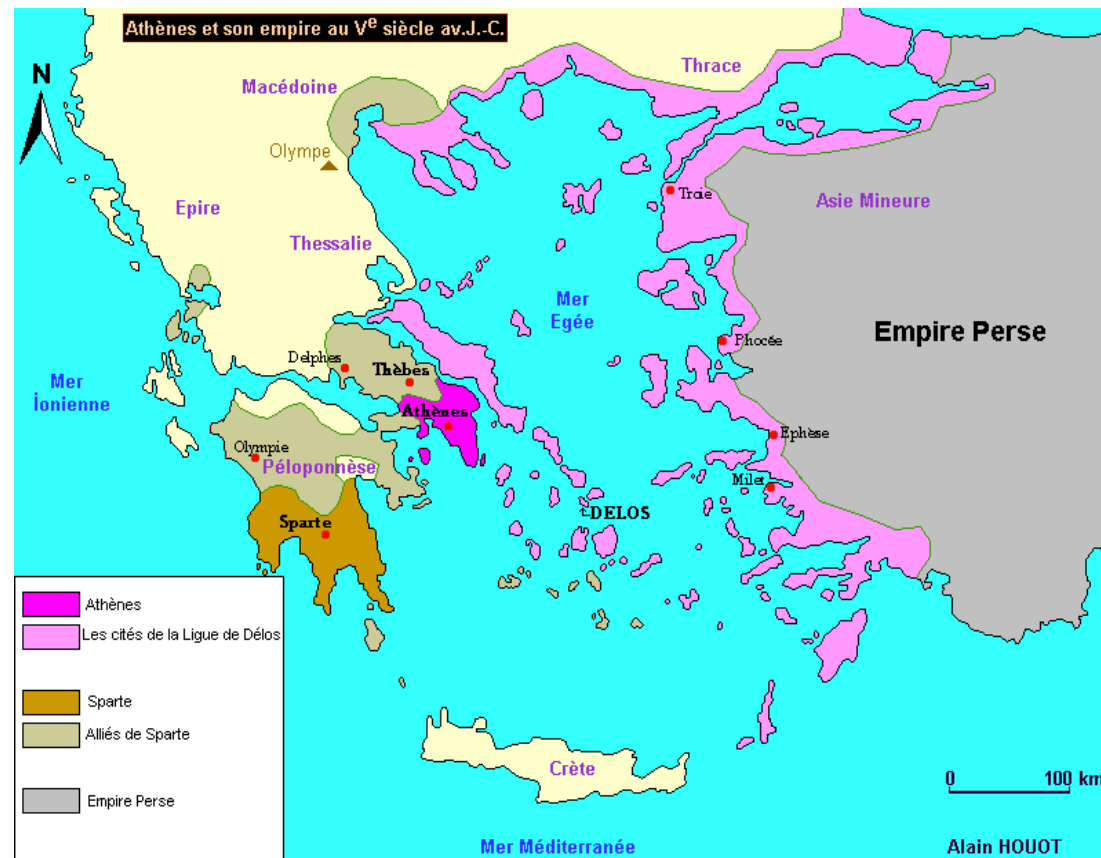 Athènes et son empire au Ve siècle av.J.-C.
N
Macédoine
Thrace
Olympe
Troie
Asie Mineure
Epire
Thessalie
Mer
Egée
Empire Perse
Phocée
Delphes
Thèbes
Mer
İonienne
Athènes
Ephèse
Olympie
Péloponnèse
Milet
DELOS
Sparte
Athènes
Les cités de la Ligue de Délos
Sparte
Alliés de Sparte
Empire Perse
Crète
0 100 km
Mer Méditerranée
Alain HOUOT